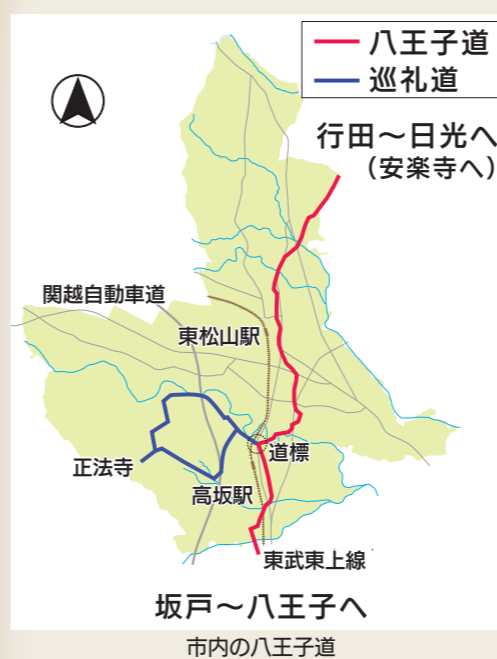 八王子道
巡礼道
行田～日光へ
（安楽寺へ）
関越自動車道
東松山駅
道標
正法寺
高坂駅
東武東上線
坂戸～八王子へ
市内の八王子道